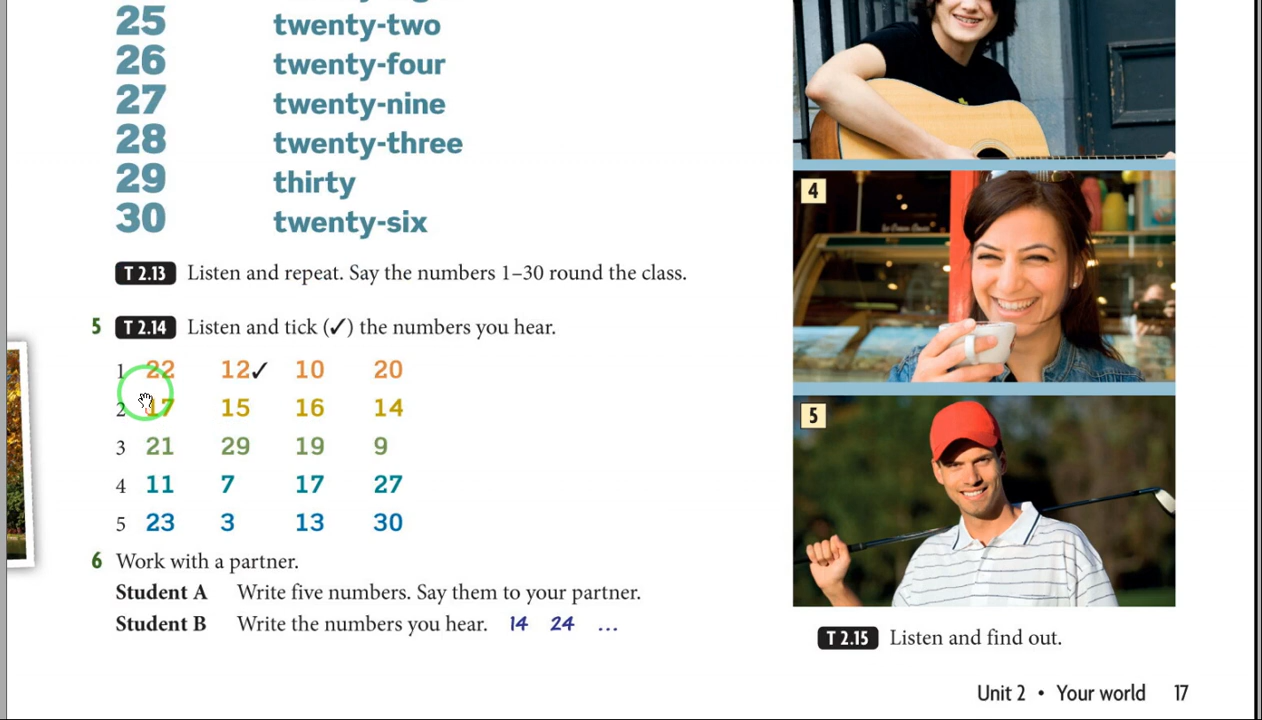 25 twenty-two
26 twenty-four
27 twenty-nine
28 twenty-three
29 thirty
30 twenty-six
T 2.13 Listen and repeat. Say the numbers 1–30 round the class.
5 T 2.14 Listen and tick (✓) the numbers you hear.
1 22 12✓ 10 20
2 17 15 16 14
3 21 29 19 9
4 11 7 17 27
5 23 3 13 30
6 Work with a partner.
Student A Write five numbers. Say them to your partner.
Student B Write the numbers you hear. 14 24 ...
4
5
T 2.15 Listen and find out.
Unit 2 • Your world 17